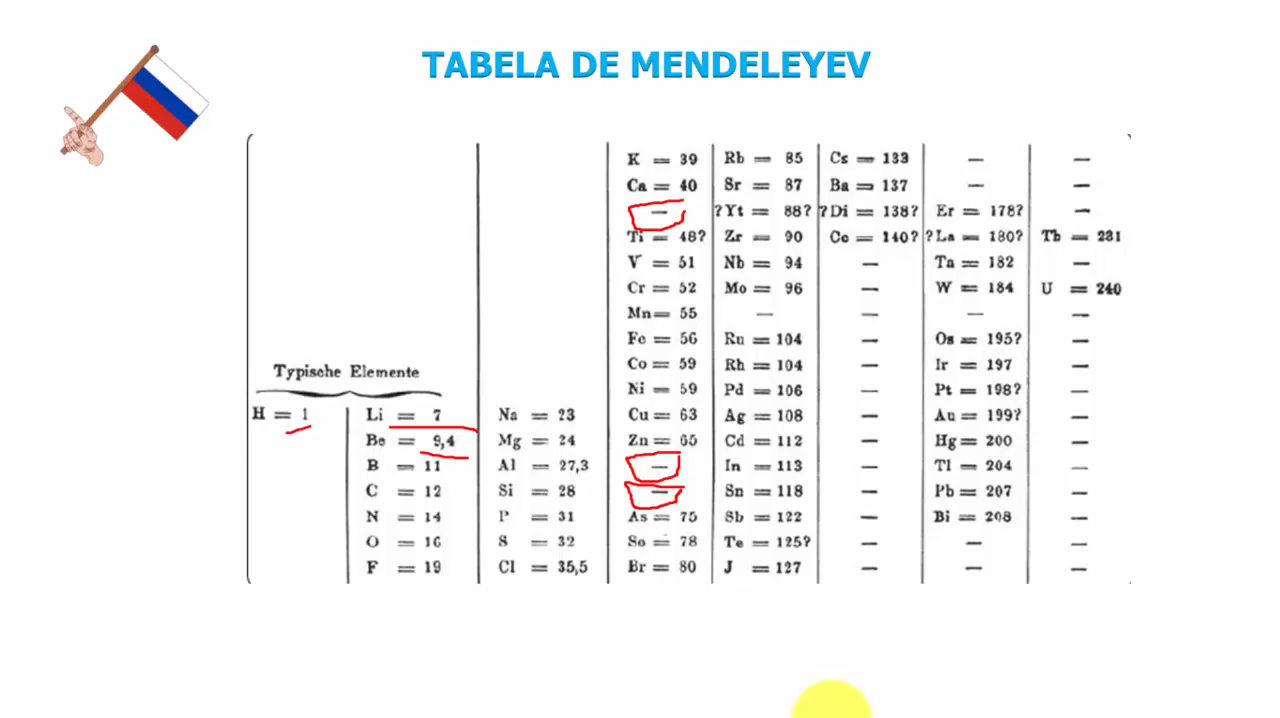 TABELA DE MENDELEYEV
K = 39 Rb = 85 Cs = 133 — —
Ca = 40 Sr = 87 Ba = 137 — —
— ?Yt = 88? ?Di = 138? Er = 178? —
Ti = 48? Zr = 90 Ce = 140? ?La = 180? Tb = 231
V = 51 Nb = 94 — Ta = 182 —
Cr = 52 Mo = 96 — W = 184 U = 240
Mn = 55 — — — —
Fe = 56 Ru = 104 — Os = 195? —
Co = 59 Rh = 104 — Ir = 197 —
Typische Elemente
Ni = 59 Pd = 106 — Pt = 198? —
H = 1 Li = 7 Na = 23 Cu = 63 Ag = 108 — Au = 199? —
Be = 9,4 Mg = 24 Zn = 65 Cd = 112 — Hg = 200 —
B = 11 Al = 27,3 — In = 113 — Tl = 204 —
C = 12 Si = 28 — Sn = 118 — Pb = 207 —
N = 14 P = 31 As = 75 Sb = 122 — Bi = 208 —
O = 16 S = 32 Se = 78 Te = 125? — — —
F = 19 Cl = 35,5 Br = 80 J = 127 — — —